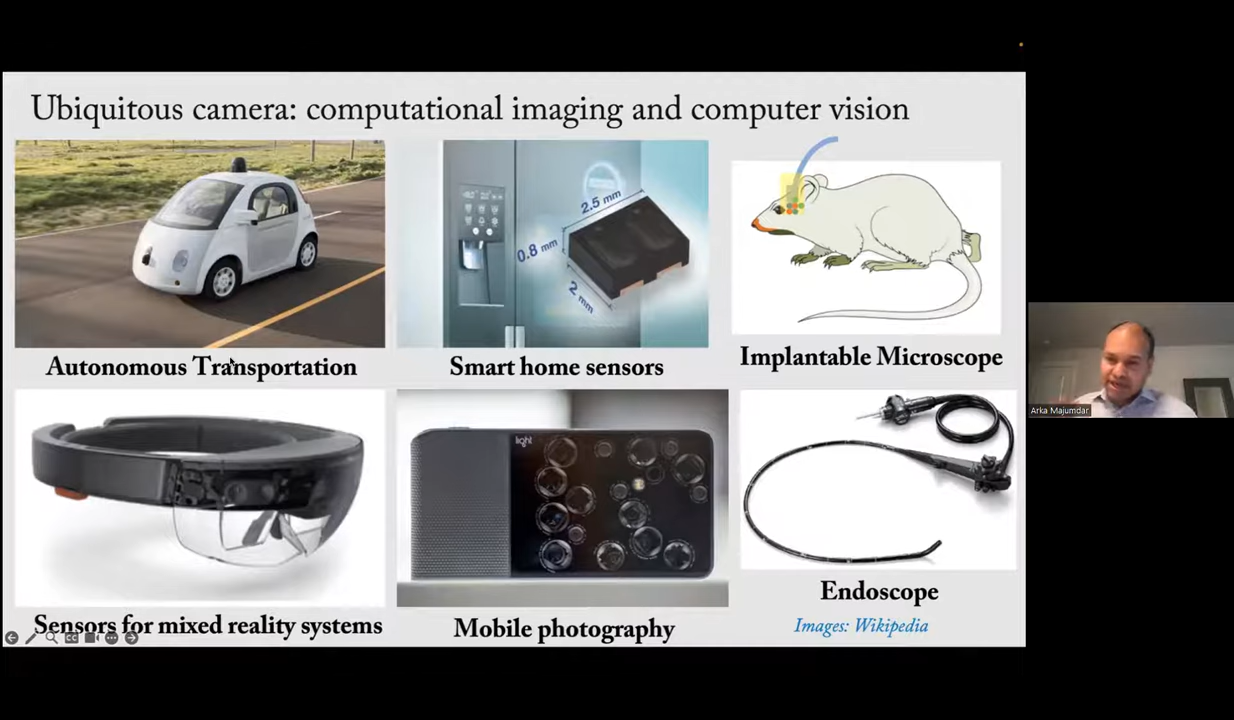 Ubiquitous camera: computational imaging and computer vision
2.5 mm
0.8 mm
2 mm
Autonomous Transportation
Smart home sensors
Implantable Microscope
light
Arka Majumdar
Endoscope
Sensors for mixed reality systems
Mobile photography
Images: Wikipedia
CC